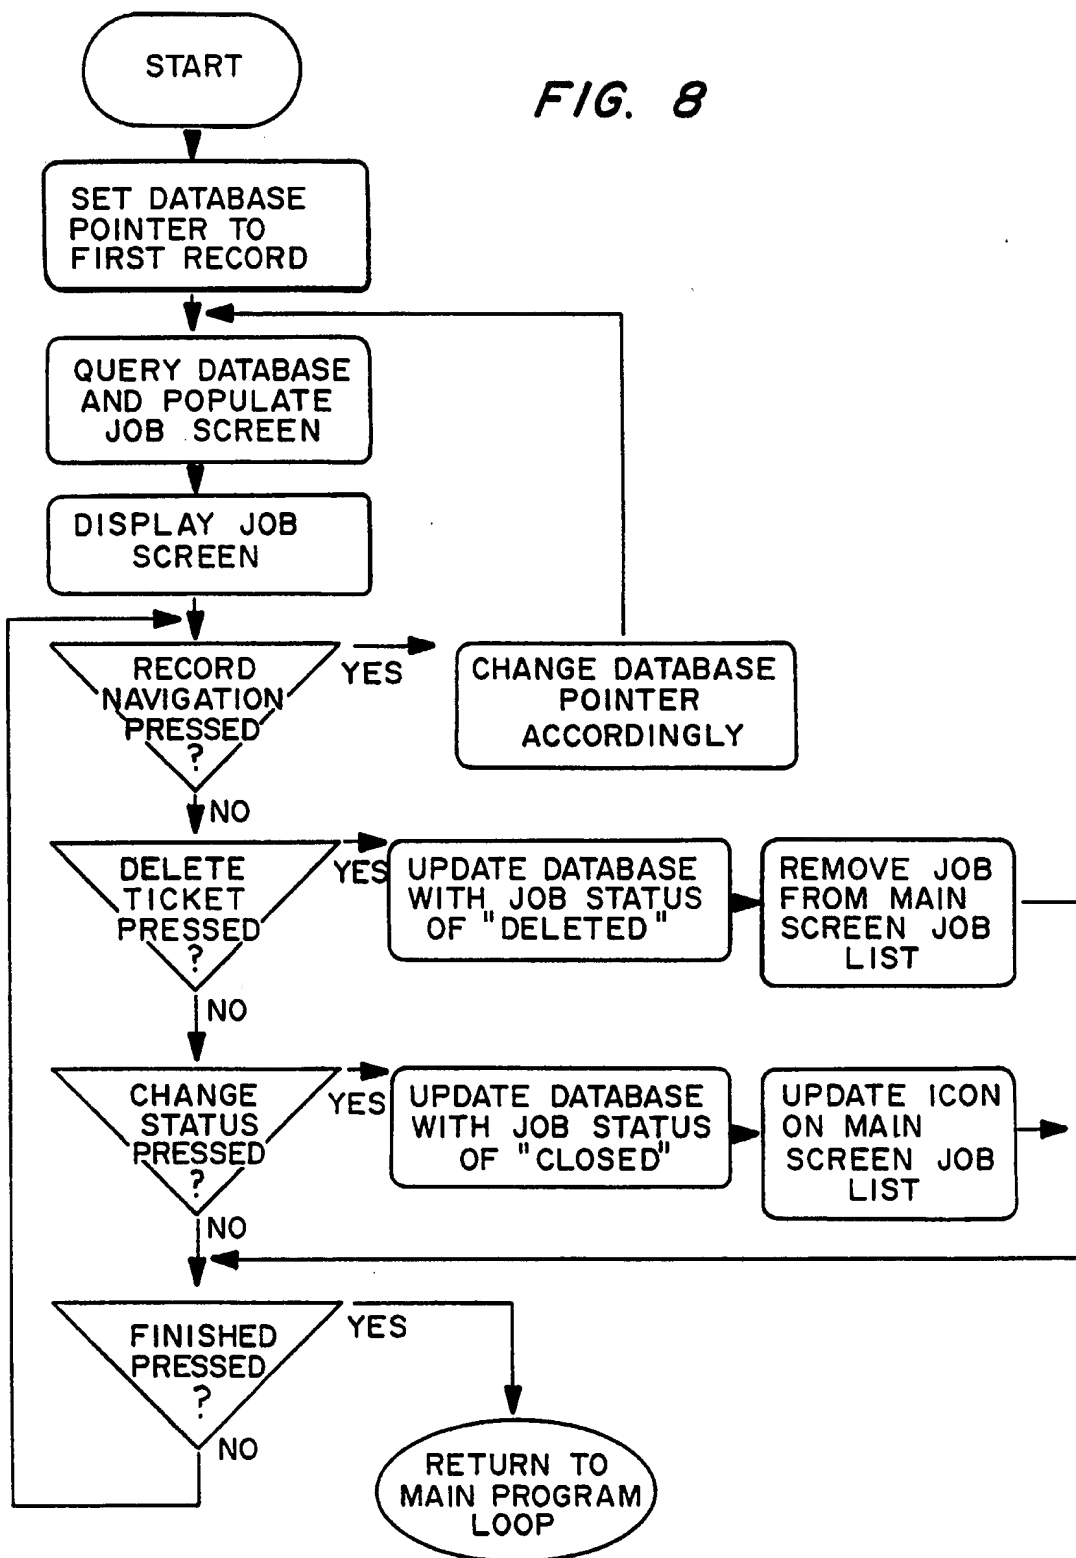 START
FIG. 8
SET DATABASE
POINTER TO
FIRST RECORD
QUERY DATABASE
AND POPULATE
JOB SCREEN
DISPLAY JOB
SCREEN
RECORD
NAVIGATION
PRESSED
?
YES
CHANGE DATABASE
POINTER
ACCORDINGLY
NO
DELETE
TICKET
PRESSED
?
YES
UPDATE DATABASE
WITH JOB STATUS
OF "DELETED"
REMOVE JOB
FROM MAIN
SCREEN JOB
LIST
NO
CHANGE
STATUS
PRESSED
?
YES
UPDATE DATABASE
WITH JOB STATUS
OF "CLOSED"
UPDATE ICON
ON MAIN
SCREEN JOB
LIST
NO
FINISHED
PRESSED
?
YES
NO
RETURN TO
MAIN PROGRAM
LOOP